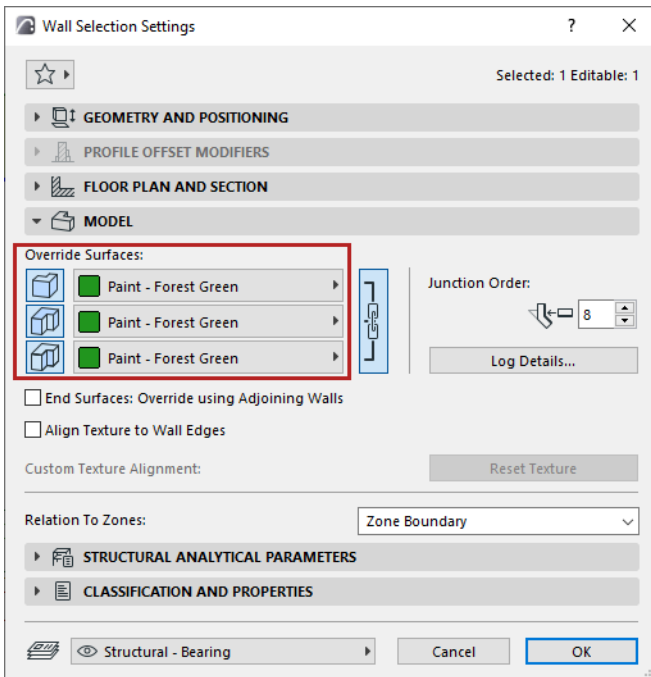 Wall Selection Settings
Selected: 1 Editable: 1
GEOMETRY AND POSITIONING
PROFILE OFFSET MODIFIERS
FLOOR PLAN AND SECTION
MODEL
Override Surfaces:
Paint - Forest Green
Paint - Forest Green
Paint - Forest Green
Junction Order:
8
Log Details...
End Surfaces: Override using Adjoining Walls
Align Texture to Wall Edges
Custom Texture Alignment:
Reset Texture
Relation To Zones:
Zone Boundary
STRUCTURAL ANALYTICAL PARAMETERS
CLASSIFICATION AND PROPERTIES
Structural - Bearing
Cancel
OK